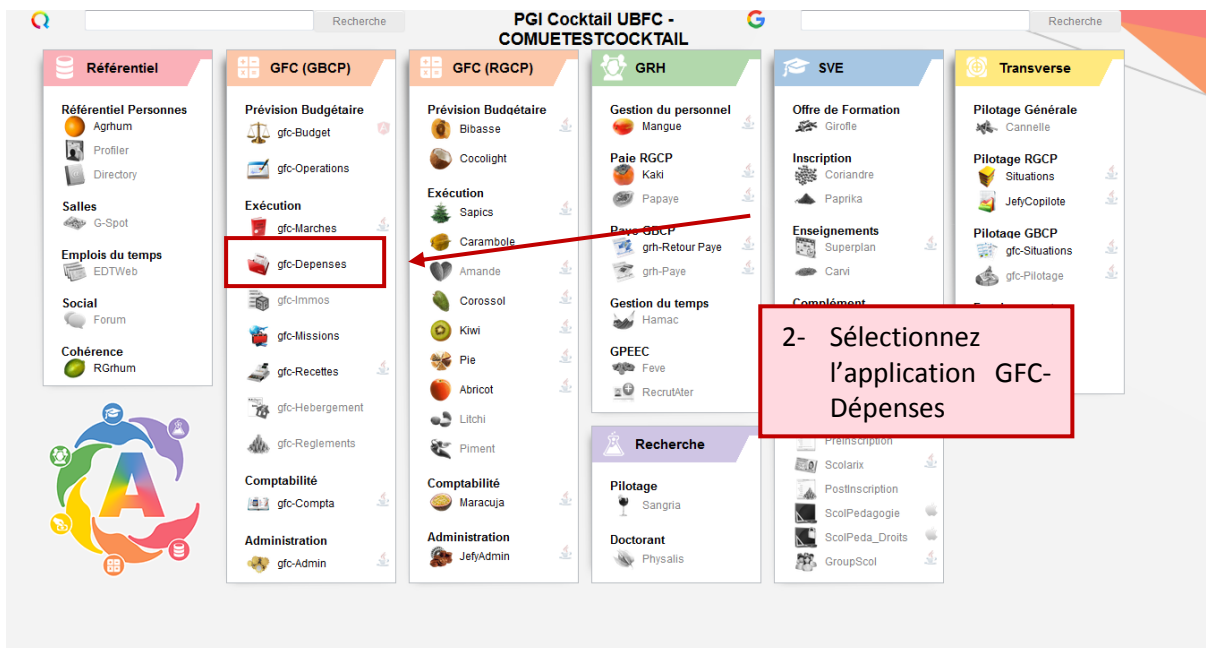 Recherche
PGI Cocktail UBFC -
COMUETESTCOCKTAIL
Recherche
Référentiel
Référentiel Personnes
Agrhum
Profiler
Directory
Salles
G-Spot
Emplois du temps
EDTWeb
Social
Forum
Cohérence
RGrhum
GFC (GBCP)
Prévision Budgétaire
gfc-Budget
gfc-Operations
Exécution
gfc-Marches
gfc-Depenses
gfc-Immos
gfc-Missions
gfc-Recettes
gfc-Hebergement
gfc-Reglements
Comptabilité
gfc-Compta
Administration
gfc-Admin
GFC (RGCP)
Prévision Budgétaire
Bibasse
Cocolight
Exécution
Sapics
Carambole
Amande
Corossol
Kiwi
Pie
Abricot
Litchi
Piment
Comptabilité
Maracuja
Administration
JefyAdmin
GRH
Gestion du personnel
Mangue
Paie RGCP
Kaki
Papaye
Paye GBCP
grh-Retour Paye
grh-Paye
Gestion du temps
Hamac
GPEEC
Feve
RecrutAter
Recherche
Pilotage
Sangria
Doctorant
Physalis
SVE
Offre de Formation
Girofle
Inscription
Coriandre
Paprika
Enseignements
Superplan
Carvi
Complément
PreInscription
Scolarix
PostInscription
ScolPedagogie
ScolPeda_Droits
GroupScol
Transverse
Pilotage Générale
Cannelle
Pilotage RGCP
Situations
JefyCopilote
Pilotage GBCP
gfc-Situations
gfc-Pilotage
2- Sélectionnez
l'application GFC-
Dépenses
A